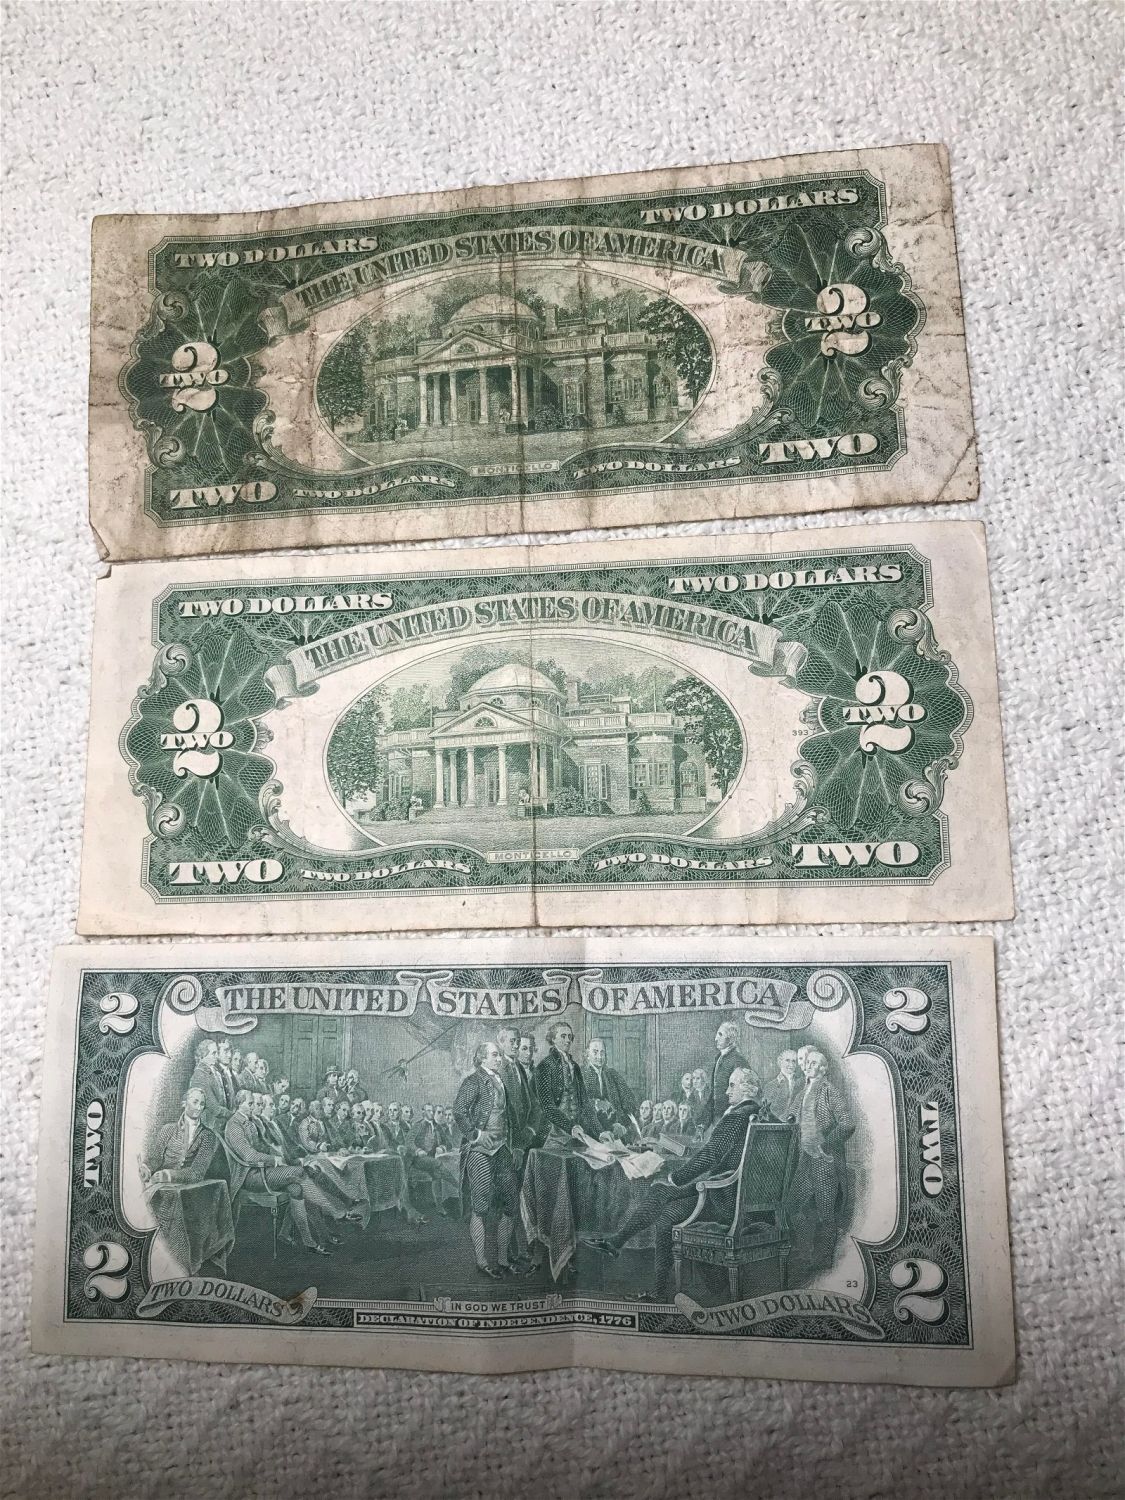 TWO DOLLARS TWO DOLLARS
THE UNITED STATES OF AMERICA
2 TWO 2 TWO
TWO TWO DOLLARS MONTICELLO TWO DOLLARS TWO
TWO DOLLARS TWO DOLLARS
THE UNITED STATES OF AMERICA
2 TWO 393 2 TWO
TWO TWO DOLLARS MONTICELLO TWO DOLLARS TWO
2 THE UNITED STATES OF AMERICA 2
TWO TWO
2 23 2
TWO DOLLARS IN GOD WE TRUST TWO DOLLARS
DECLARATION OF INDEPENDENCE, 1776